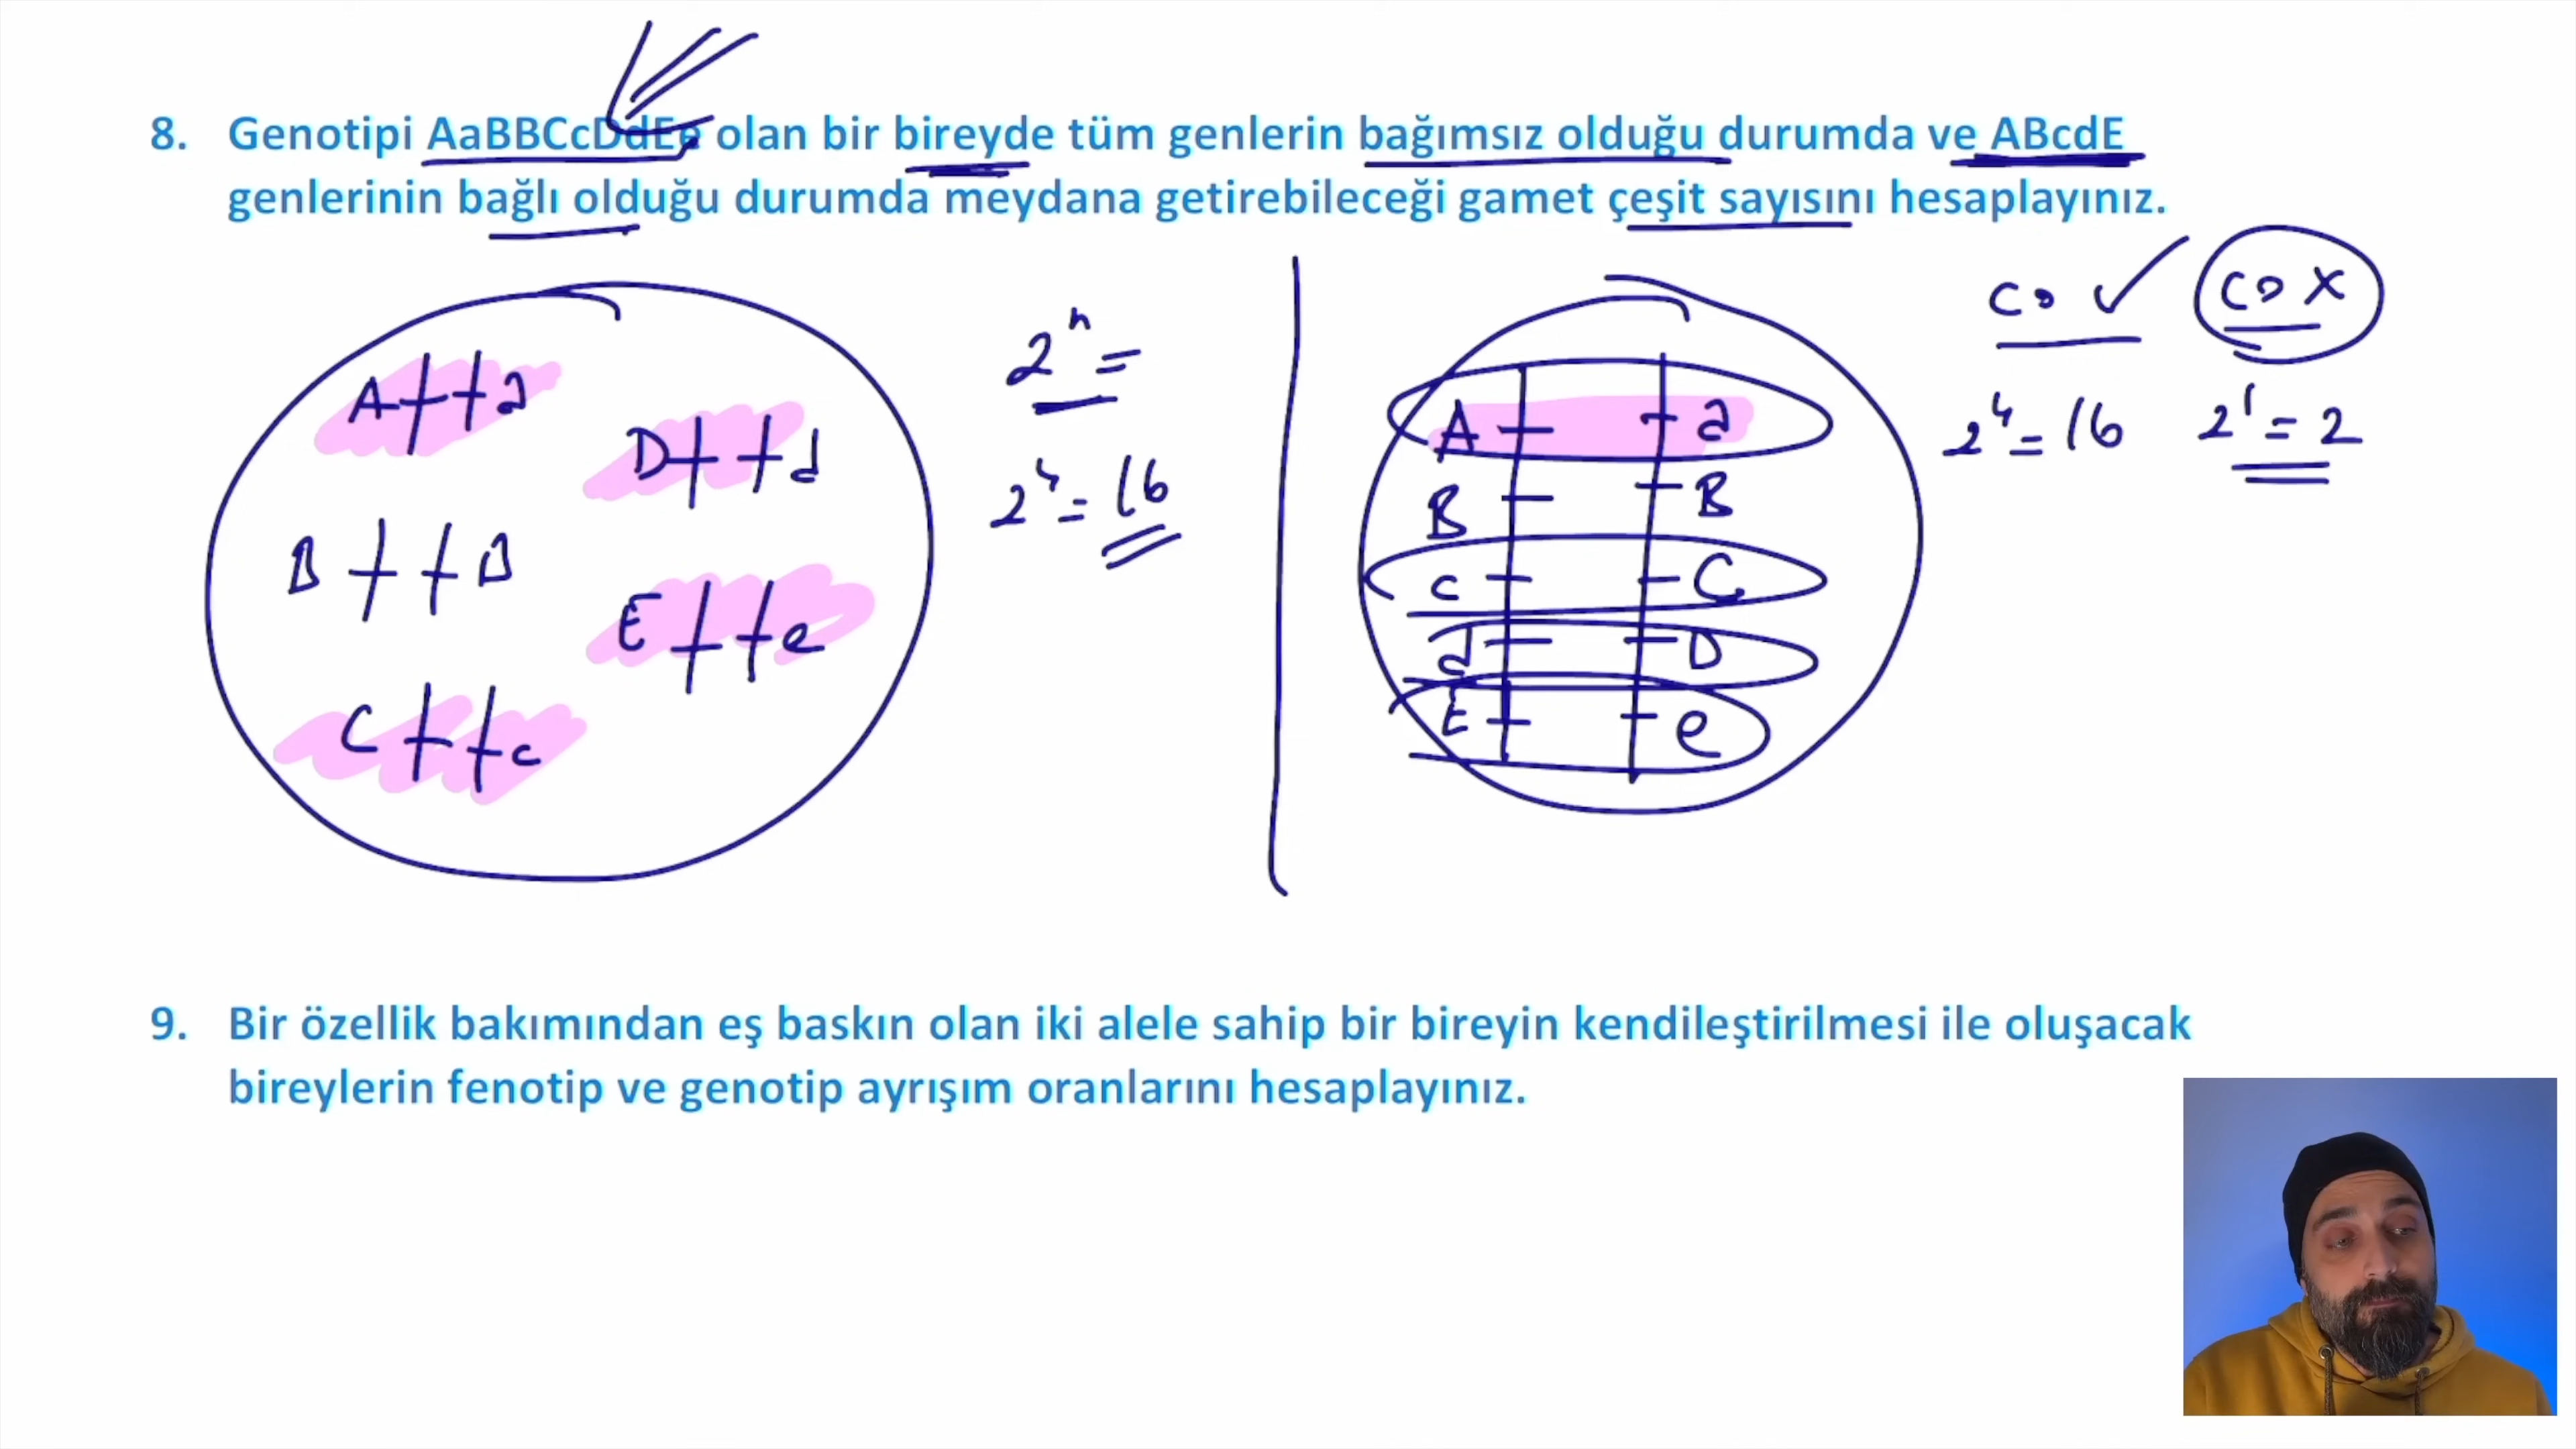 8. Genotipi AaBBCcDdEe olan bir bireyde tüm genlerin bağımsız olduğu durumda ve ABcdE
genlerinin bağlı olduğu durumda meydana getirebileceği gamet çeşit sayısını hesaplayınız.
A a
D d
B B
E e
C c
2ⁿ =
2⁴ = 16
A a
B B
c C
d D
E e
co ✓ co x
2⁴ = 16 2¹ = 2
9. Bir özellik bakımından eş baskın olan iki alele sahip bir bireyin kendileştirilmesi ile oluşacak
bireylerin fenotip ve genotip ayrışım oranlarını hesaplayınız.